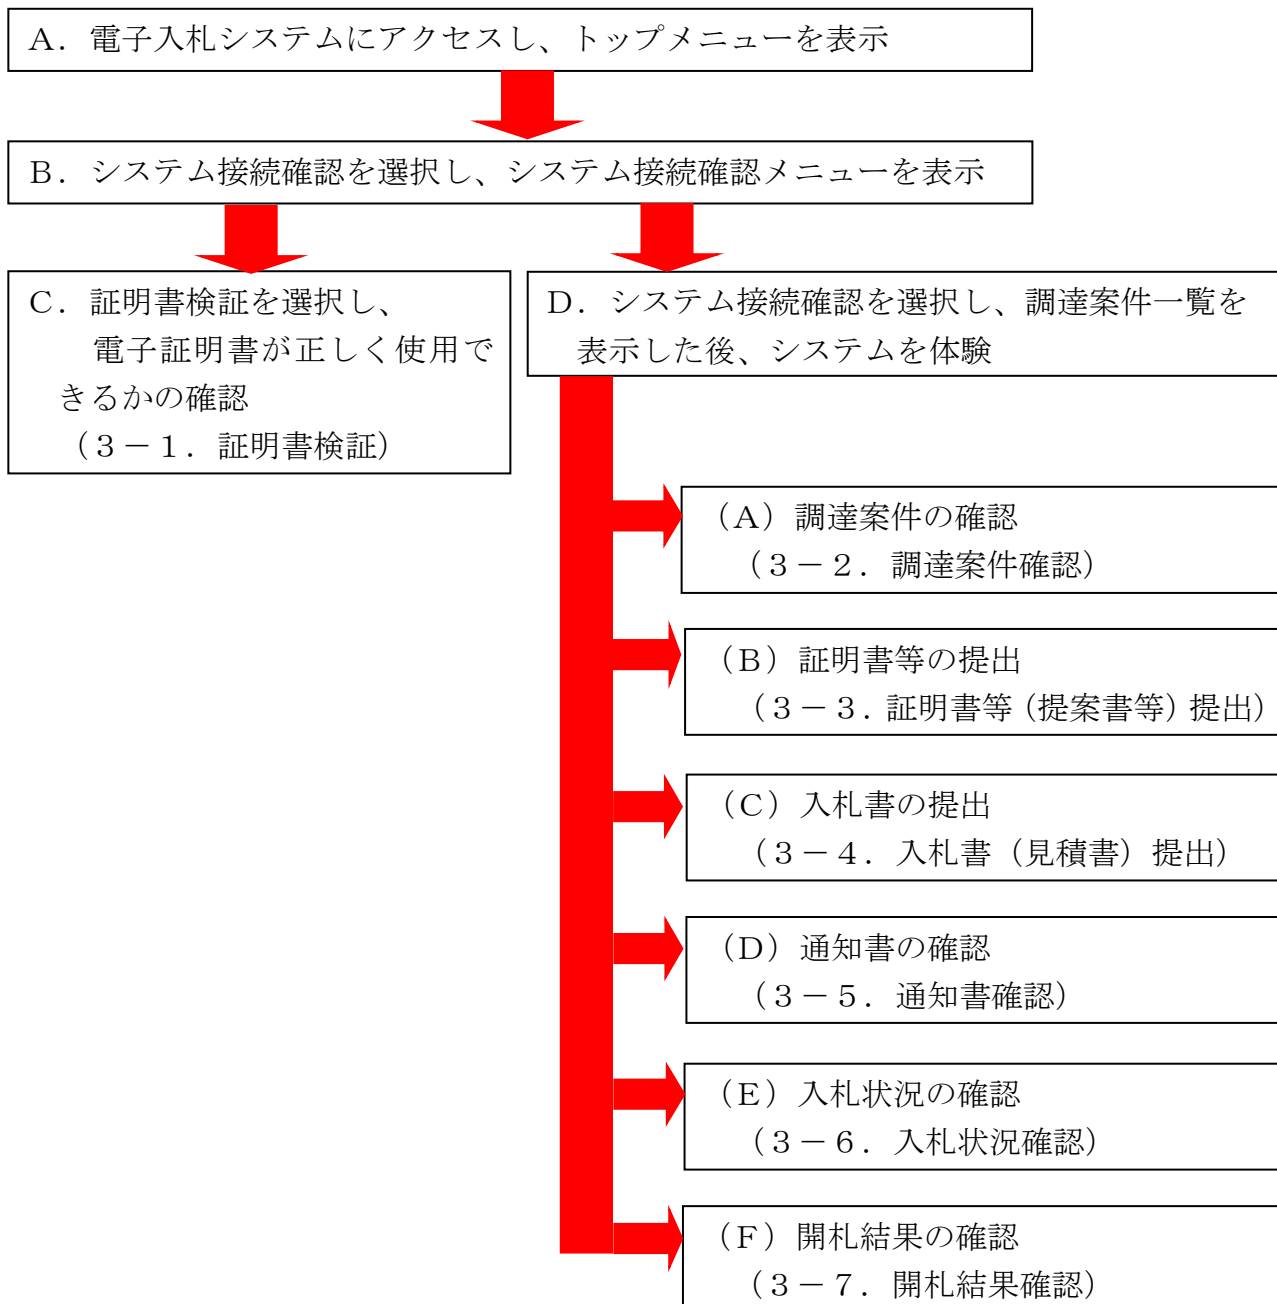 A．電子入札システムにアクセスし、トップメニューを表示
B．システム接続確認を選択し、システム接続確認メニューを表示
C．証明書検証を選択し、
電子証明書が正しく使用で
きるかの確認
（３－１．証明書検証）
D．システム接続確認を選択し、調達案件一覧を
表示した後、システムを体験
（A）調達案件の確認
（３－２．調達案件確認）
（B）証明書等の提出
（３－３．証明書等（提案書等）提出）
（C）入札書の提出
（３－４．入札書（見積書）提出）
（D）通知書の確認
（３－５．通知書確認）
（E）入札状況の確認
（３－６．入札状況確認）
（F）開札結果の確認
（３－７．開札結果確認）